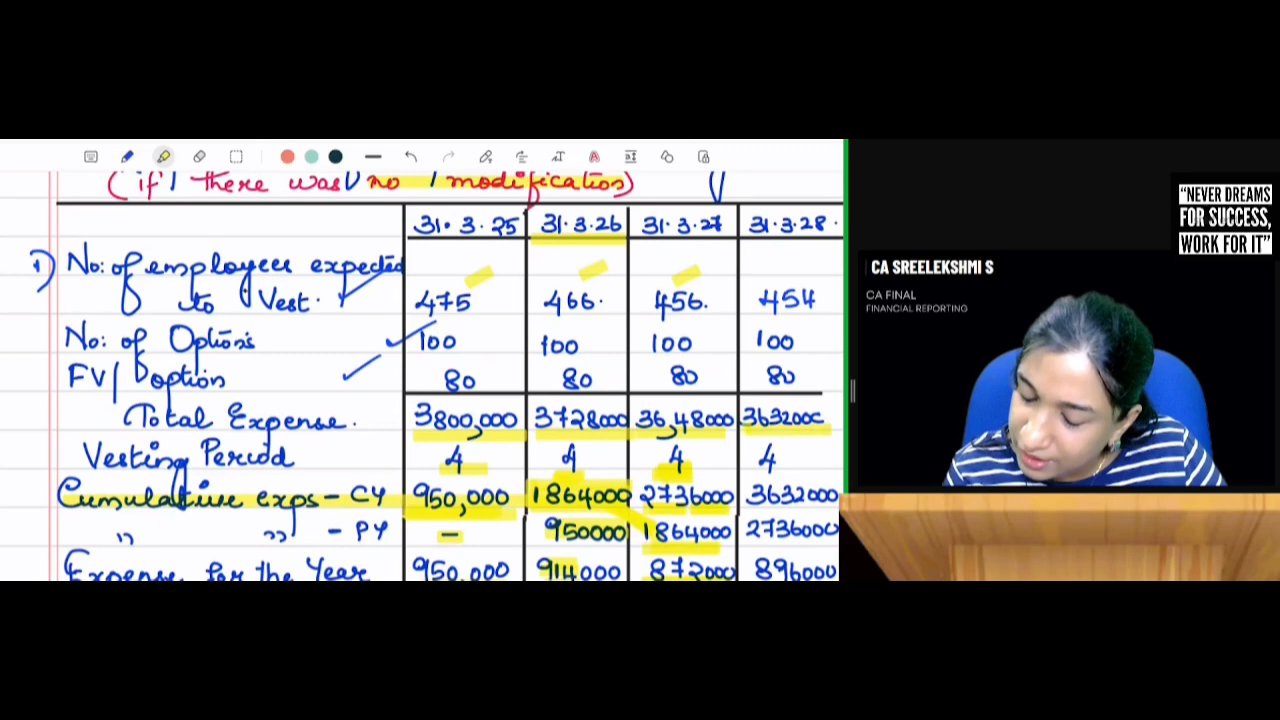 (if there was no modification)
31.3.25 31.3.26 31.3.27 31.3.28.
1) No: of employees expected
to Vest. 475 466. 456. 454
No: of Options 100 100 100 100
FV/ option 80 80 80 80
Total Expense. 3800,000 3728000 36,48000 3632000
Vesting Period 4 4 4 4
Cumulative exps - CY 950,000 1864000 2736000 3632000
" " - PY - 950000 1864000 2736000
Expense for the Year 950,000 914000 872000 896000
"NEVER DREAMS
FOR SUCCESS,
WORK FOR IT"
CA SREELEKSHMI S
CA FINAL
FINANCIAL REPORTING